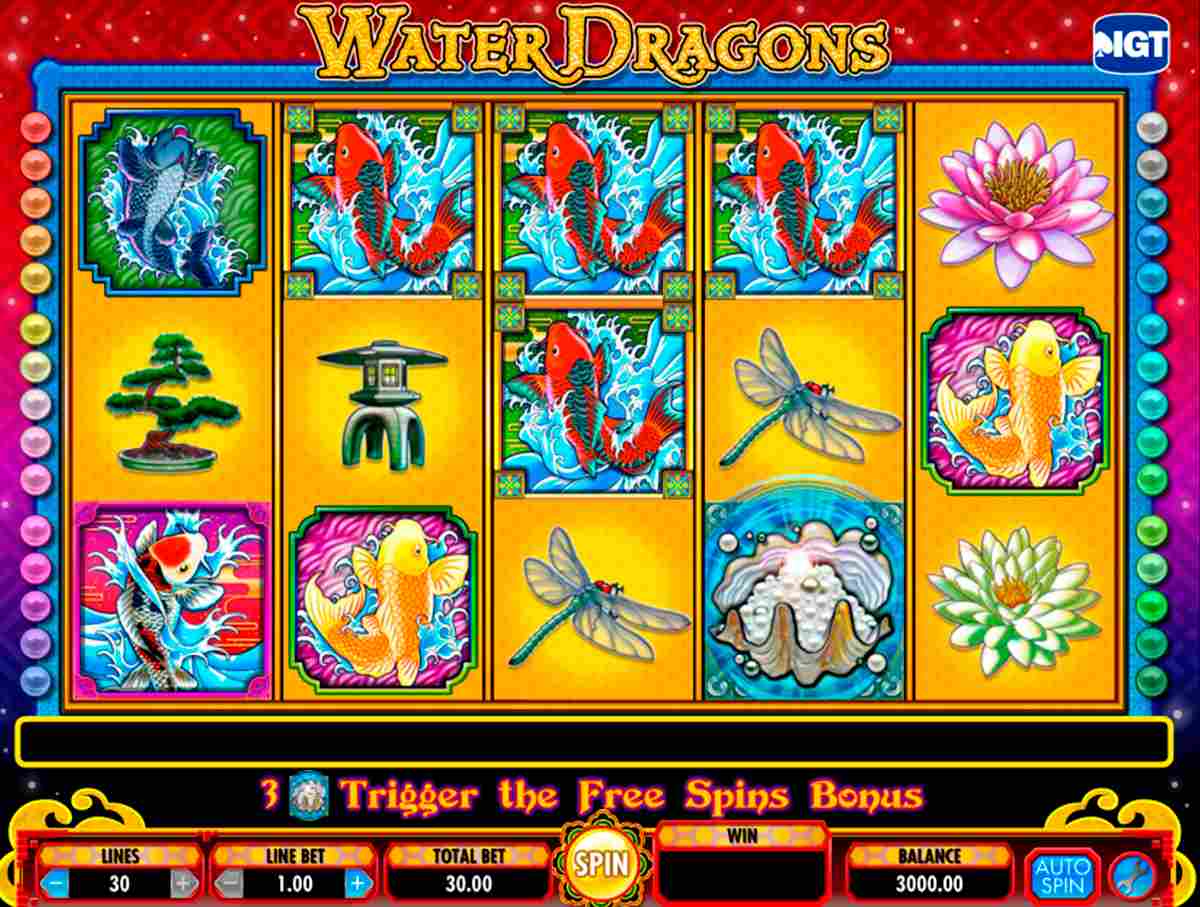 WATER DRAGONS™
IGT
3 Trigger the Free Spins Bonus
LINES
30
LINE BET
1.00
TOTAL BET
30.00
SPIN
WIN
BALANCE
3000.00
AUTO
SPIN